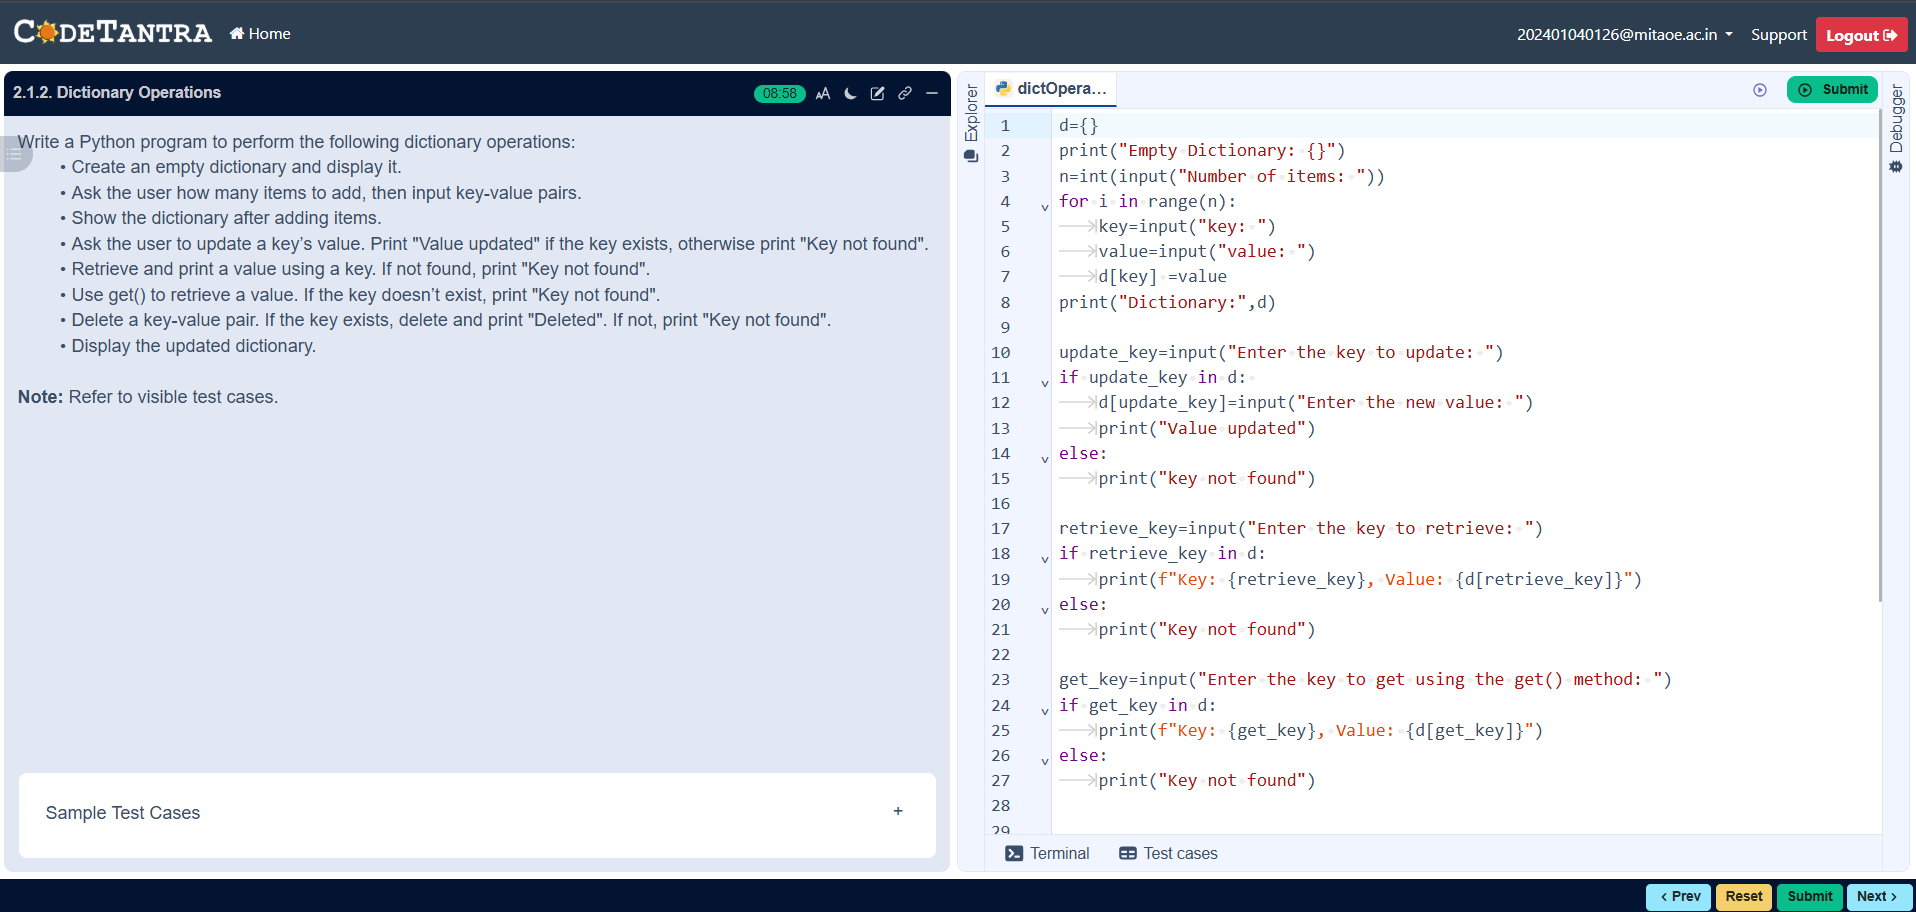 CODETANTRA Home 202401040126@mitaoe.ac.in Support Logout
2.1.2. Dictionary Operations 08:58 AA
Write a Python program to perform the following dictionary operations:
• Create an empty dictionary and display it.
• Ask the user how many items to add, then input key-value pairs.
• Show the dictionary after adding items.
• Ask the user to update a key’s value. Print "Value updated" if the key exists, otherwise print "Key not found".
• Retrieve and print a value using a key. If not found, print "Key not found".
• Use get() to retrieve a value. If the key doesn’t exist, print "Key not found".
• Delete a key-value pair. If the key exists, delete and print "Deleted". If not, print "Key not found".
• Display the updated dictionary.
Note: Refer to visible test cases.
Sample Test Cases +
Explorer
dictOpera...
Submit
Debugger
1 d={}
2 print("Empty Dictionary: {}")
3 n=int(input("Number of items: "))
4 for i in range(n):
5 key=input("key: ")
6 value=input("value: ")
7 d[key] =value
8 print("Dictionary:",d)
9
10 update_key=input("Enter the key to update: ")
11 if update_key in d:
12 d[update_key]=input("Enter the new value: ")
13 print("Value updated")
14 else:
15 print("key not found")
16
17 retrieve_key=input("Enter the key to retrieve: ")
18 if retrieve_key in d:
19 print(f"Key: {retrieve_key}, Value: {d[retrieve_key]}")
20 else:
21 print("Key not found")
22
23 get_key=input("Enter the key to get using the get() method: ")
24 if get_key in d:
25 print(f"Key: {get_key}, Value: {d[get_key]}")
26 else:
27 print("Key not found")
28
29
Terminal Test cases
< Prev Reset Submit Next >